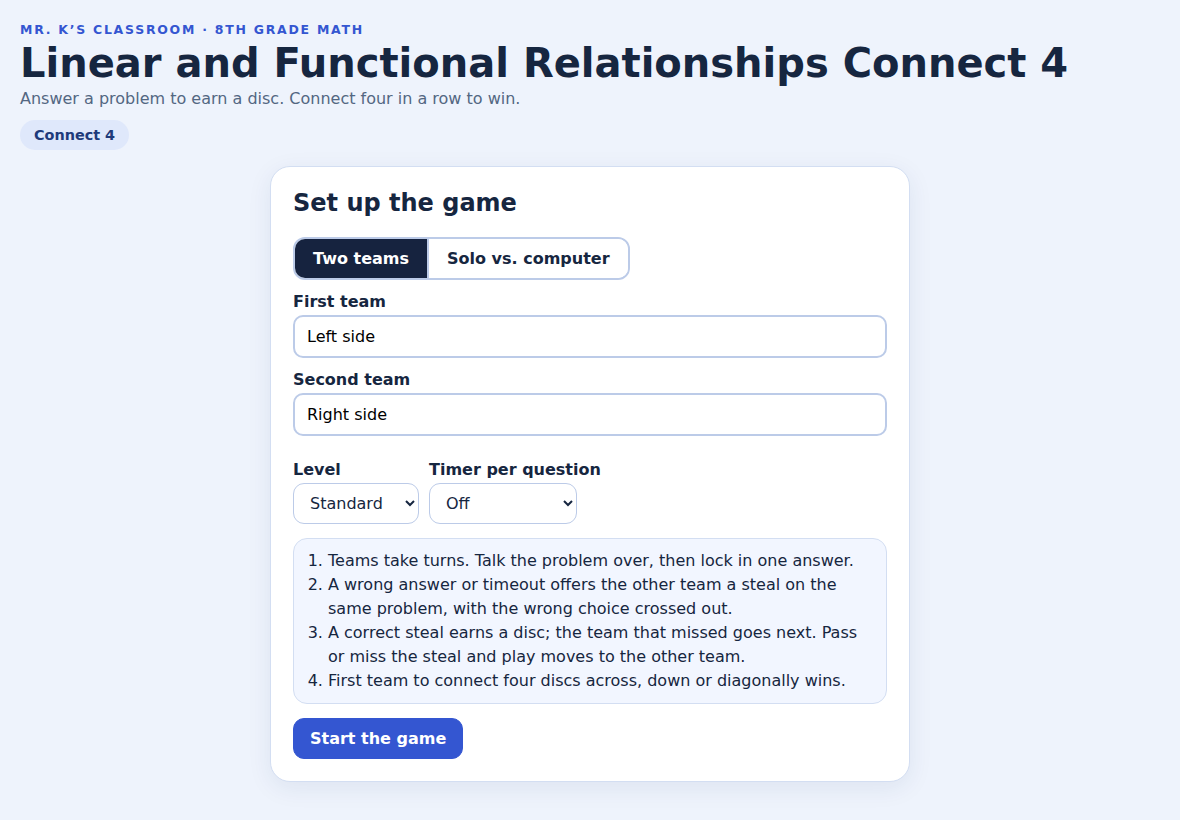 MR. K’S CLASSROOM · 8TH GRADE MATH
Linear and Functional Relationships Connect 4
Answer a problem to earn a disc. Connect four in a row to win.
Connect 4
Set up the game
Two teams
Solo vs. computer
First team
Left side
Second team
Right side
Level
Timer per question
Standard
Off
1. Teams take turns. Talk the problem over, then lock in one answer.
2. A wrong answer or timeout offers the other team a steal on the
same problem, with the wrong choice crossed out.
3. A correct steal earns a disc; the team that missed goes next. Pass
or miss the steal and play moves to the other team.
4. First team to connect four discs across, down or diagonally wins.
Start the game